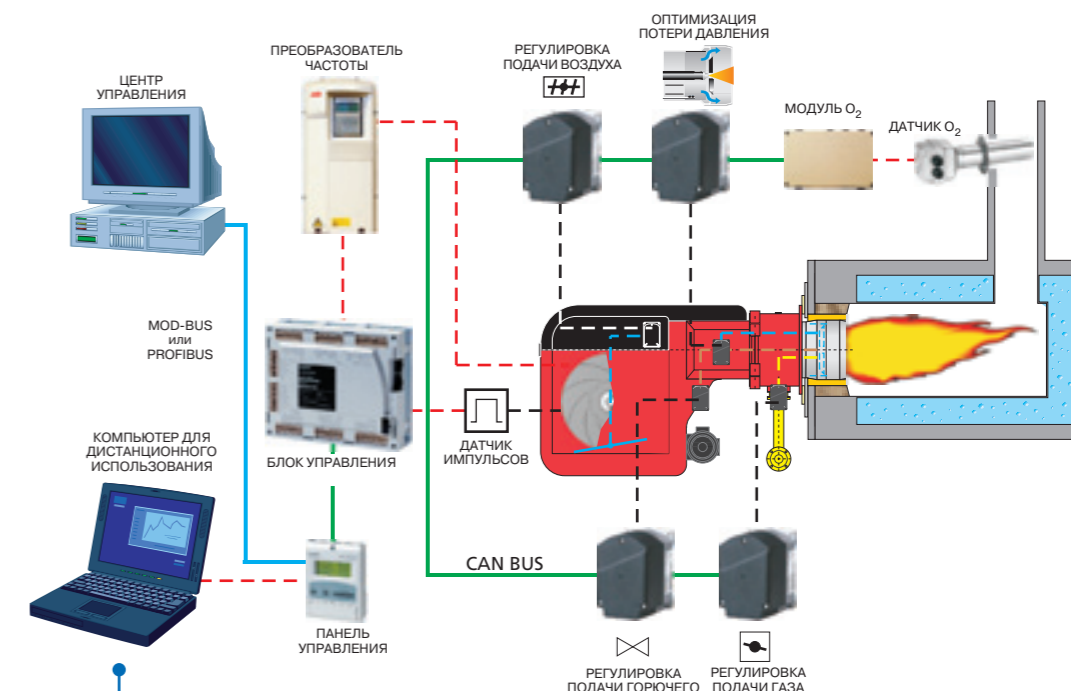 ОПТИМИЗАЦИЯ
ПОТЕРИ ДАВЛЕНИЯ
ПРЕОБРАЗОВАТЕЛЬ
ЧАСТОТЫ
РЕГУЛИРОВКА
ПОДАЧИ ВОЗДУХА
ЦЕНТР
УПРАВЛЕНИЯ
МОДУЛЬ O₂
ДАТЧИК O₂
MOD-BUS
или
PROFIBUS
КОМПЬЮТЕР ДЛЯ
ДИСТАНЦИОННОГО
ИСПОЛЬЗОВАНИЯ
БЛОК УПРАВЛЕНИЯ
ДАТЧИК
ИМПУЛЬСОВ
CAN BUS
ПАНЕЛЬ
УПРАВЛЕНИЯ
РЕГУЛИРОВКА
ПОДАЧИ ГОРЮЧЕГО
РЕГУЛИРОВКА
ПОДАЧИ ГАЗА